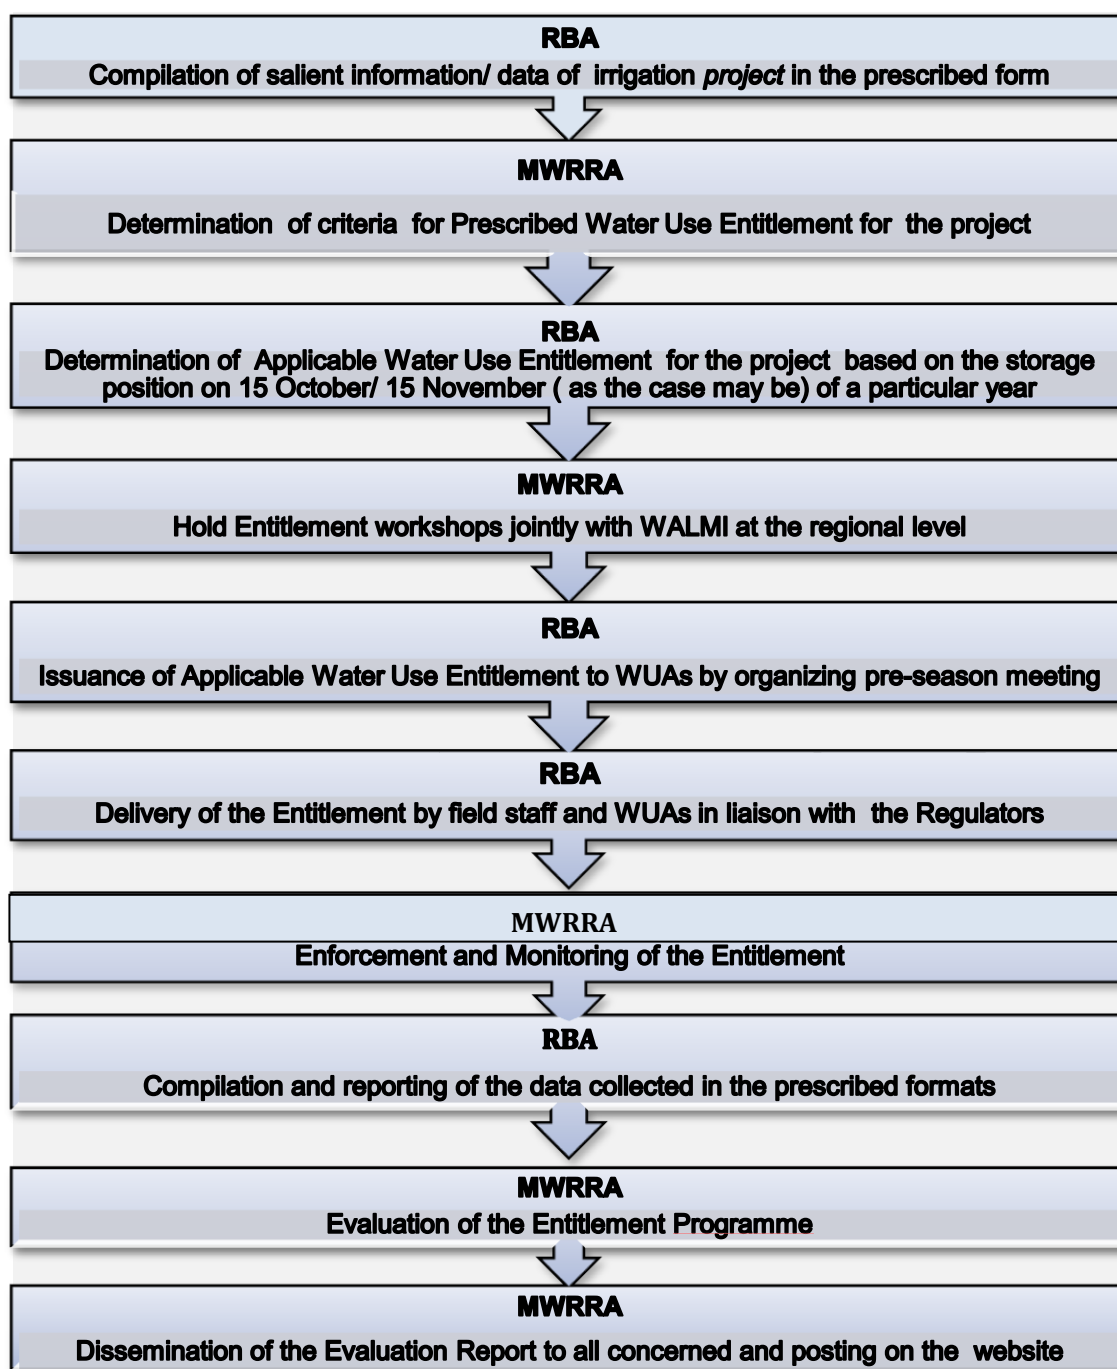 RBA
Compilation of salient information/ data of irrigation project in the prescribed form
MWRRA
Determination of criteria for Prescribed Water Use Entitlement for the project
RBA
Determination of Applicable Water Use Entitlement for the project based on the storage
position on 15 October/ 15 November ( as the case may be) of a particular year
MWRRA
Hold Entitlement workshops jointly with WALMI at the regional level
RBA
Issuance of Applicable Water Use Entitlement to WUAs by organizing pre-season meeting
RBA
Delivery of the Entitlement by field staff and WUAs in liaison with the Regulators
MWRRA
Enforcement and Monitoring of the Entitlement
RBA
Compilation and reporting of the data collected in the prescribed formats
MWRRA
Evaluation of the Entitlement Programme
MWRRA
Dissemination of the Evaluation Report to all concerned and posting on the website